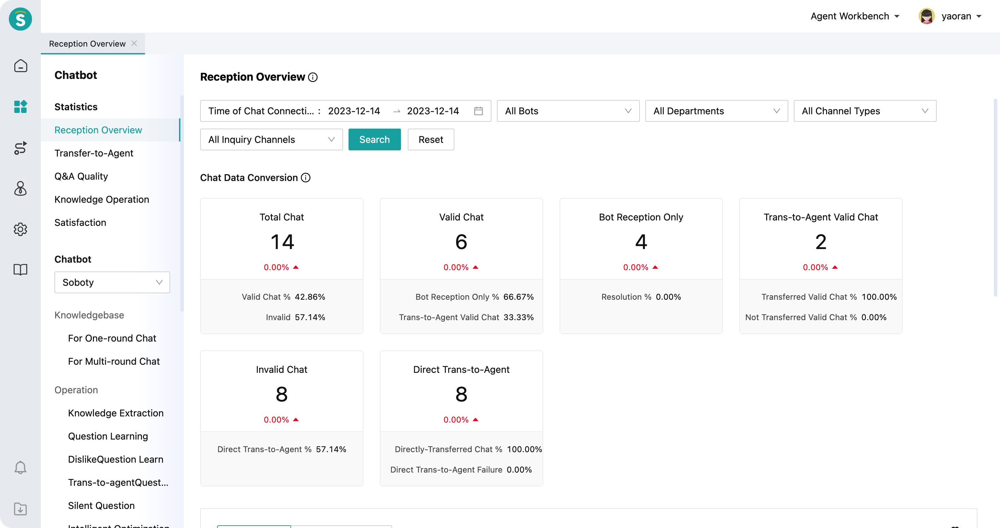 S
Agent Workbench
yaoran
Reception Overview
Chatbot
Statistics
Reception Overview
Transfer-to-Agent
Q&A Quality
Knowledge Operation
Satisfaction
Chatbot
Soboty
Knowledgebase
For One-round Chat
For Multi-round Chat
Operation
Knowledge Extraction
Question Learning
DislikeQuestion Learn
Trans-to-agentQuest...
Silent Question
Intelligent Optimization
Reception Overview
Time of Chat Connecti... : 2023-12-14 → 2023-12-14
All Bots
All Departments
All Channel Types
All Inquiry Channels
Search
Reset
Chat Data Conversion
Total Chat
14
0.00%
Valid Chat % 42.86%
Invalid 57.14%
Valid Chat
6
0.00%
Bot Reception Only % 66.67%
Trans-to-Agent Valid Chat 33.33%
Bot Reception Only
4
0.00%
Resolution % 0.00%
Trans-to-Agent Valid Chat
2
0.00%
Transferred Valid Chat % 100.00%
Not Transferred Valid Chat % 0.00%
Invalid Chat
8
0.00%
Direct Trans-to-Agent % 57.14%
Direct Trans-to-Agent
8
0.00%
Directly-Transferred Chat % 100.00%
Direct Trans-to-Agent Failure 0.00%